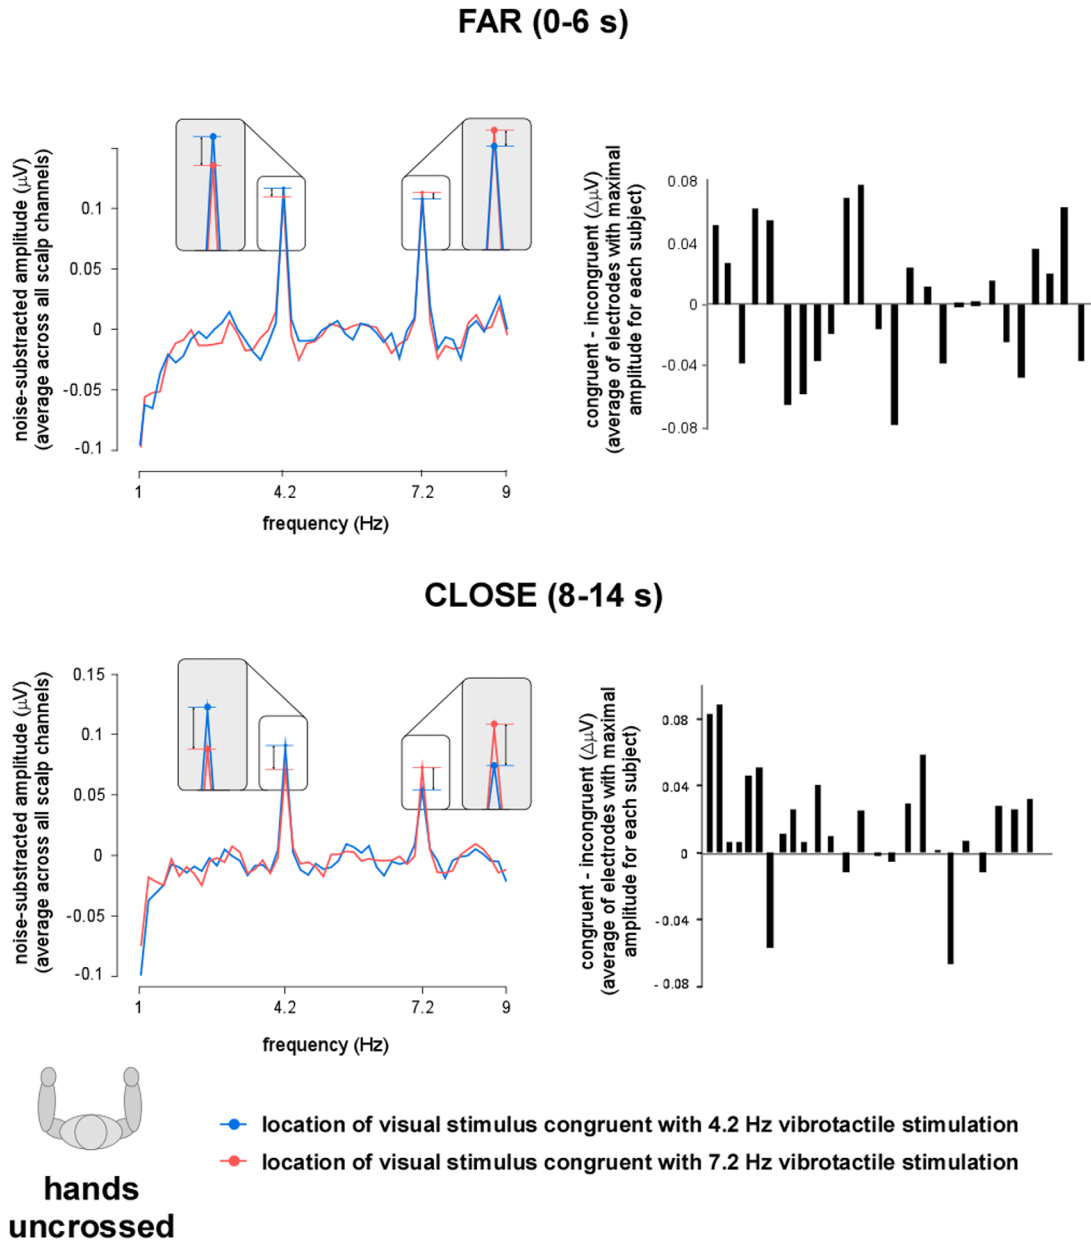 FAR (0-6 s)
noise-substracted amplitude (μV)
(average across all scalp channels)
0.1
0.05
0
-0.05
-0.1
1
4.2
7.2
9
frequency (Hz)
congruent - incongruent (ΔμV)
(average of electrodes with maximal
amplitude for each subject)
0.08
0.04
0
-0.04
-0.08
CLOSE (8-14 s)
noise-substracted amplitude (μV)
(average across all scalp channels)
0.15
0.1
0.05
0
-0.05
-0.1
1
4.2
7.2
9
frequency (Hz)
congruent - incongruent (ΔμV)
(average of electrodes with maximal
amplitude for each subject)
0.08
0.04
0
-0.04
- 0.08
location of visual stimulus congruent with 4.2 Hz vibrotactile stimulation
location of visual stimulus congruent with 7.2 Hz vibrotactile stimulation
hands
uncrossed